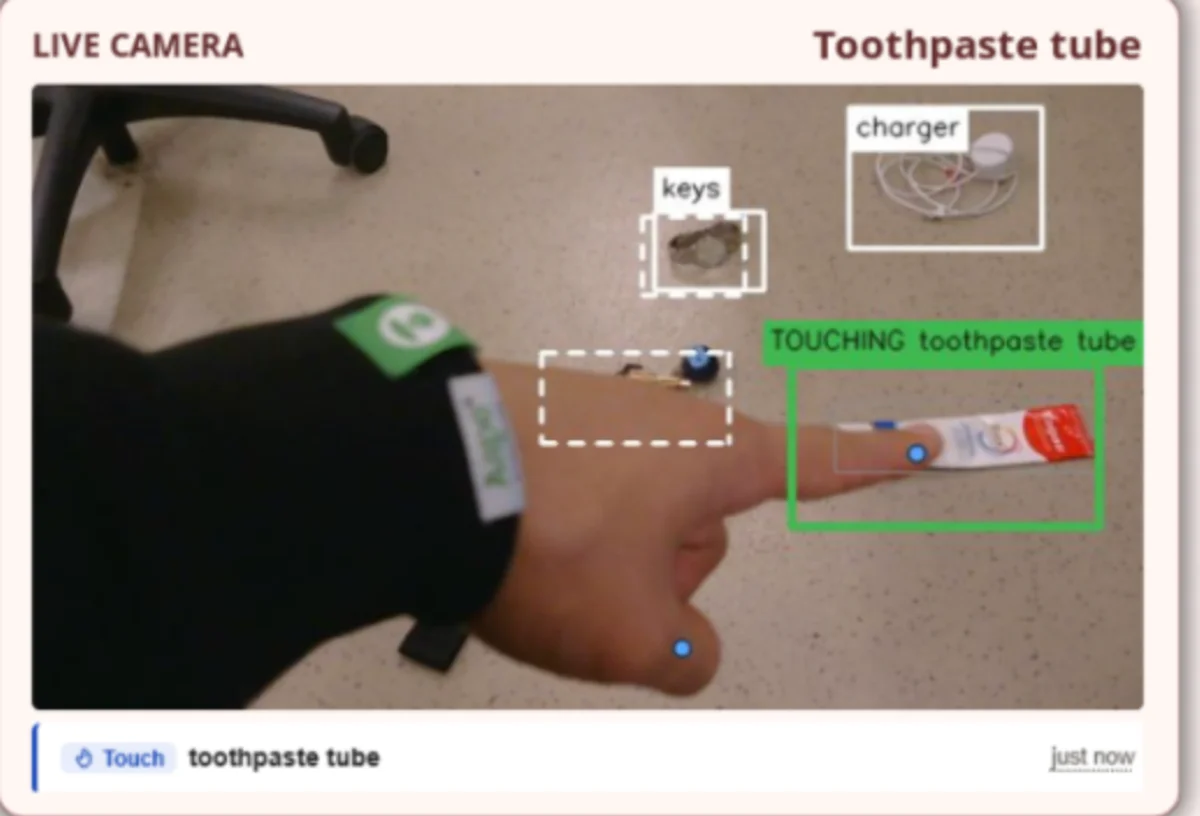 LIVE CAMERA
Toothpaste tube
charger
keys
TOUCHING toothpaste tube
Touch toothpaste tube
just now